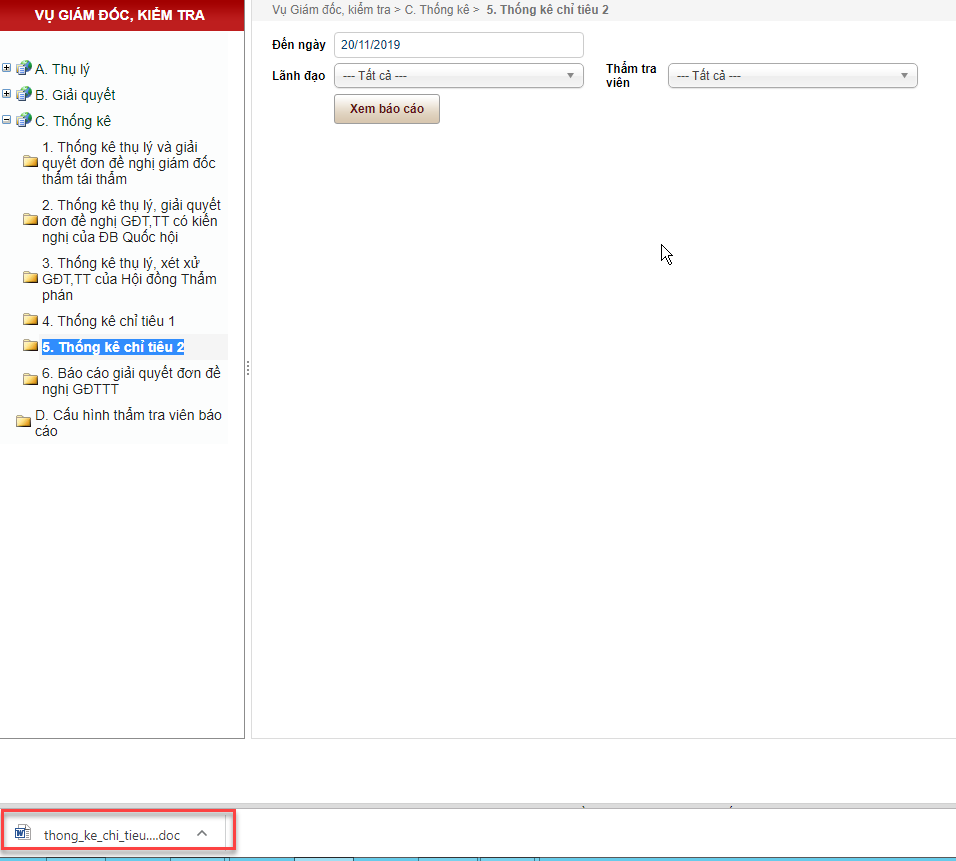 VỤ GIÁM ĐỐC, KIỂM TRA
A. Thụ lý
B. Giải quyết
C. Thống kê
1. Thống kê thụ lý và giải
quyết đơn đề nghị giám đốc
thẩm tái thẩm
2. Thống kê thụ lý, giải quyết
đơn đề nghị GĐT,TT có kiến
nghị của ĐB Quốc hội
3. Thống kê thụ lý, xét xử
GĐT,TT của Hội đồng Thẩm
phán
4. Thống kê chỉ tiêu 1
5. Thống kê chỉ tiêu 2
6. Báo cáo giải quyết đơn đề
nghị GĐTTT
D. Cấu hình thẩm tra viên báo
cáo
Vụ Giám đốc, kiểm tra > C. Thống kê > 5. Thống kê chỉ tiêu 2
Đến ngày 20/11/2019
Lãnh đạo --- Tất cả --- Thẩm tra
viên --- Tất cả ---
Xem báo cáo
thong_ke_chi_tieu....doc